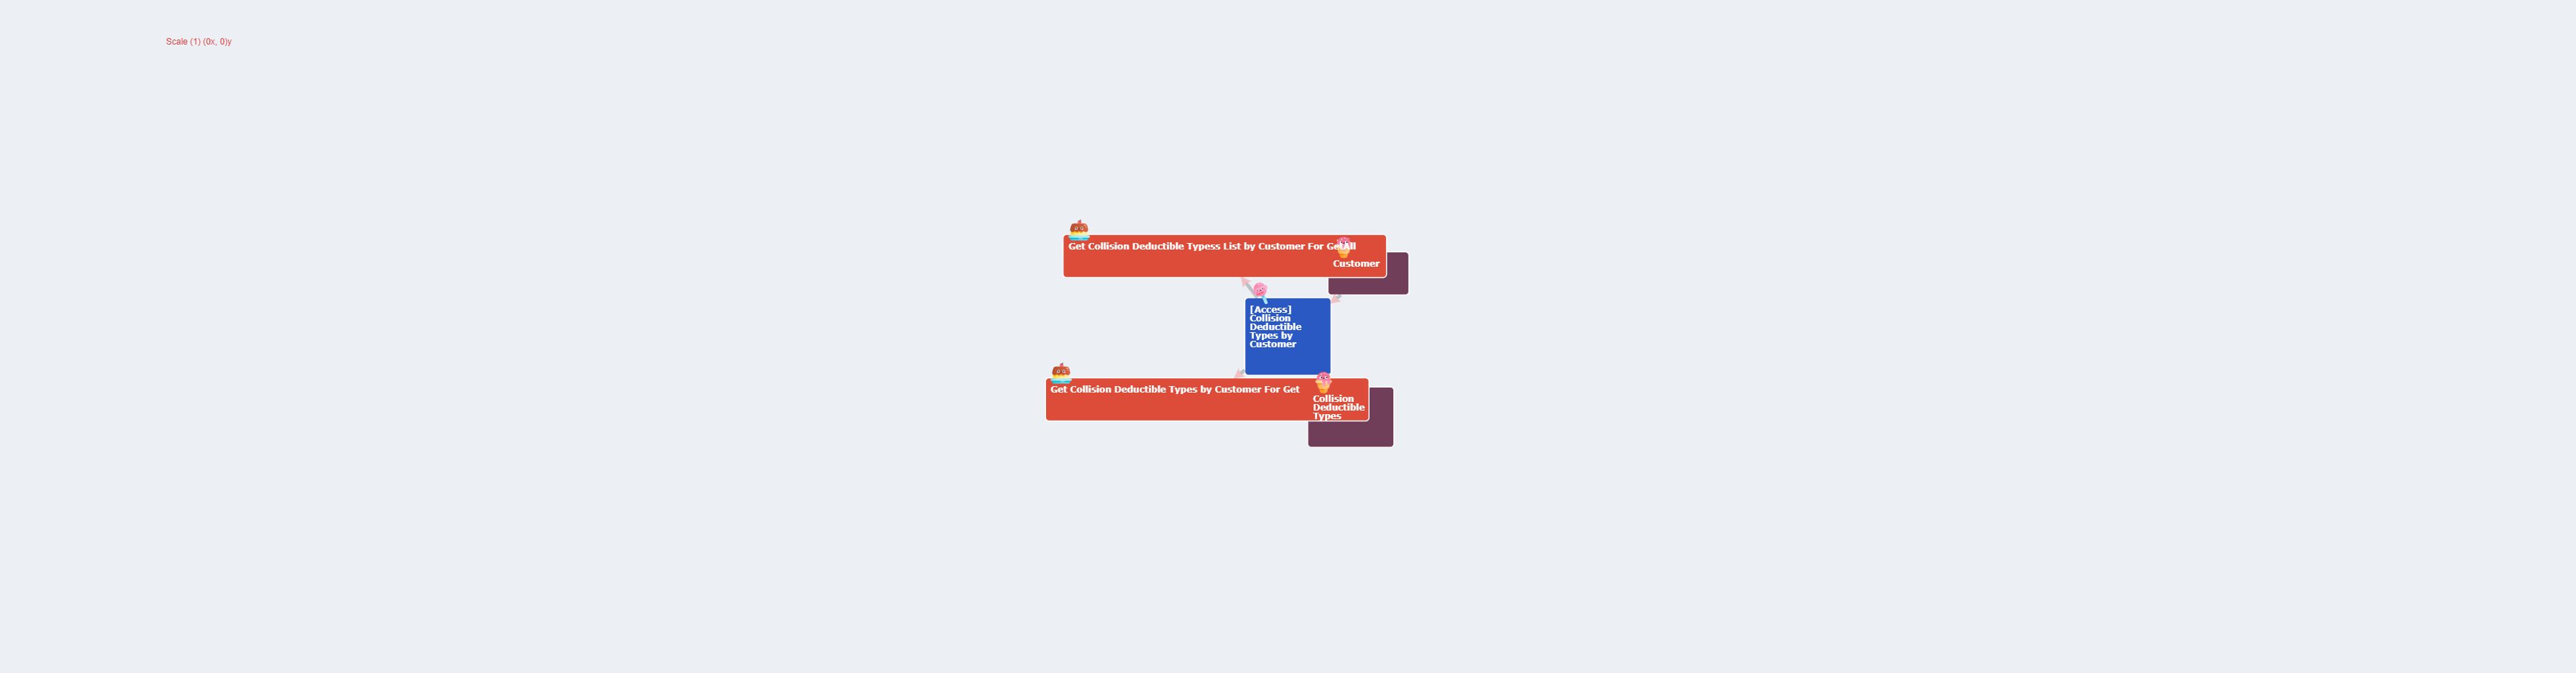 Scale (1) (0x, 0)y
Get Collision Deductible Typess List by Customer For GetAll
Customer
[Access]
Collision
Deductible
Types by
Customer
Get Collision Deductible Types by Customer For Get
Collision
Deductible
Types